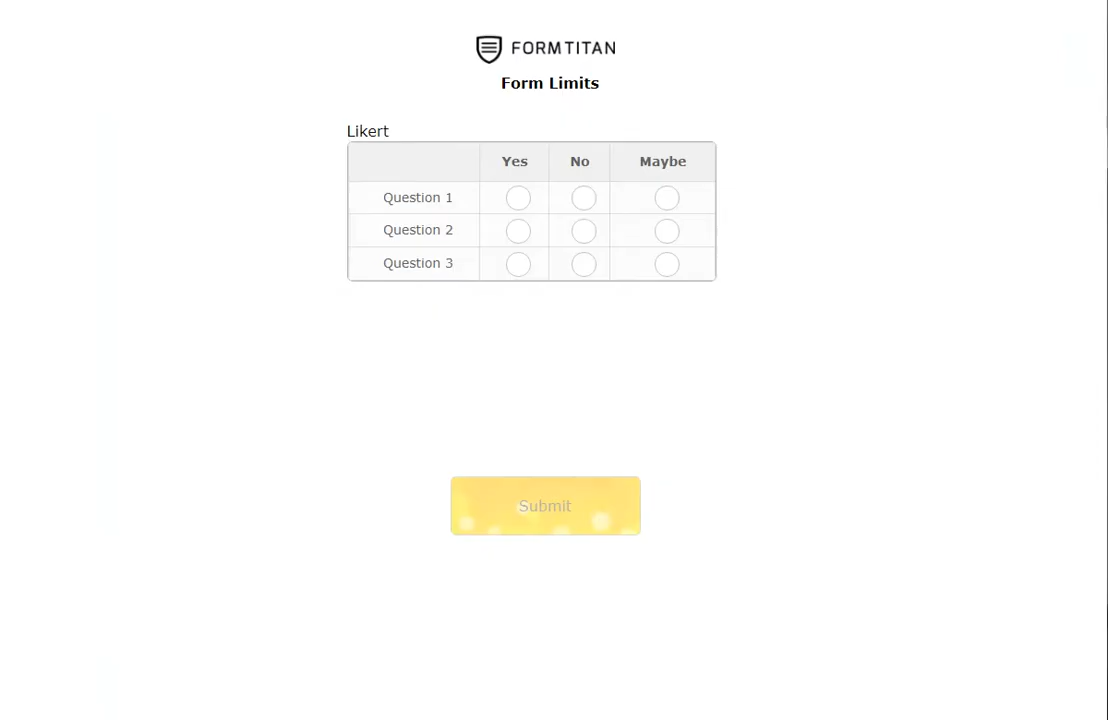 FORMTITAN
Form Limits
Likert
Yes No Maybe
Question 1
Question 2
Question 3
Submit